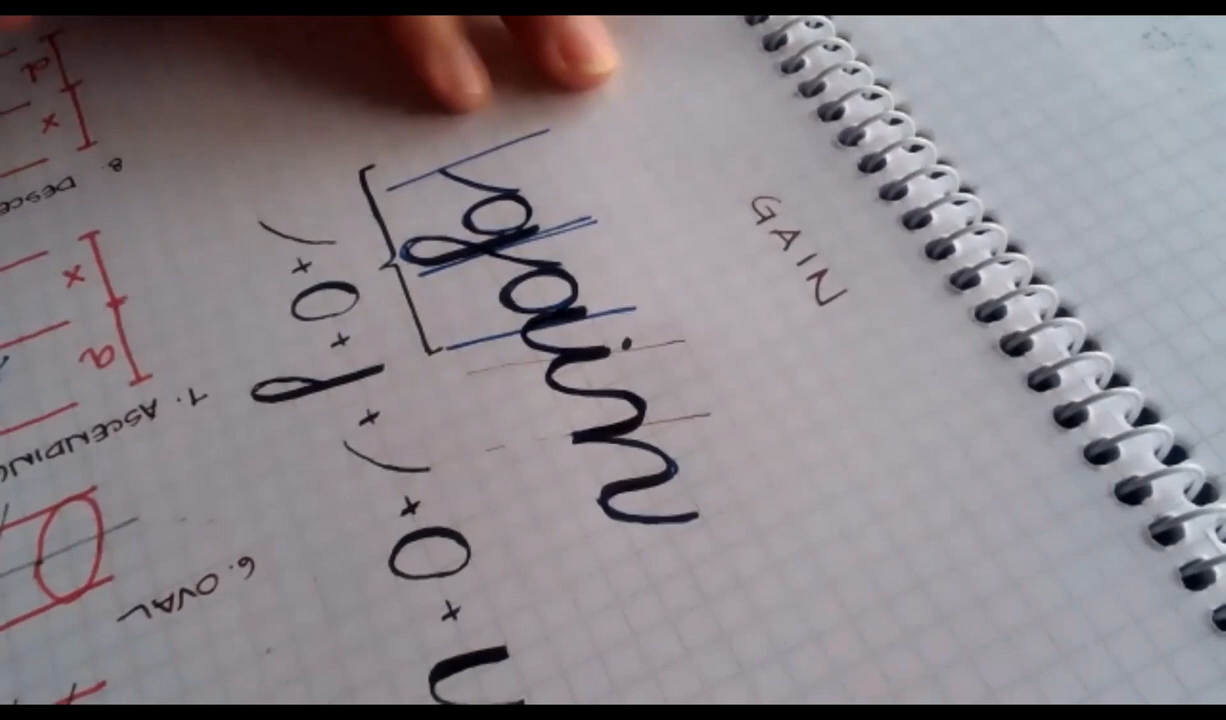 GAIN
gain
+ O + + + O + U
8. DESCE
x
a
7. ASCENDING
x
a
6. OVAL